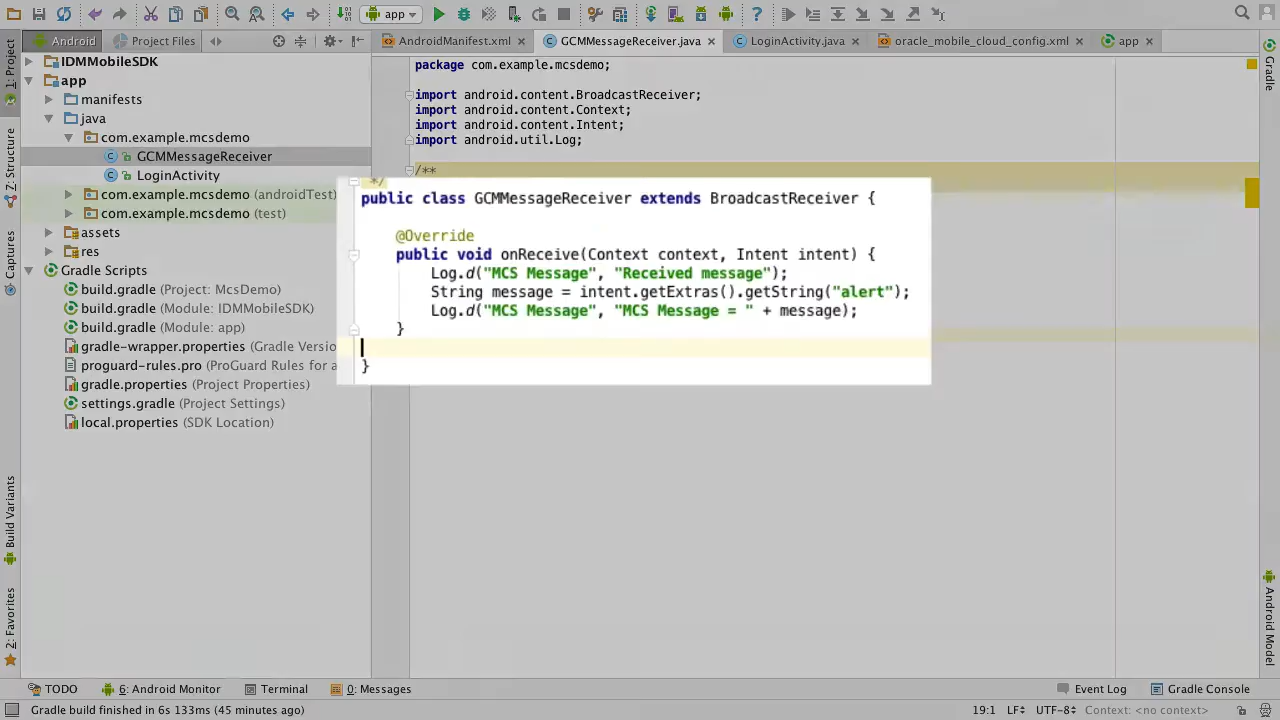 app
Android
Project Files
AndroidManifest.xml
GCMMessageReceiver.java
LoginActivity.java
oracle_mobile_cloud_config.xml
app
1: Project
Z: Structure
Captures
Build Variants
2: Favorites
Gradle
Android Model
IDMMobileSDK
app
manifests
java
com.example.mcsdemo
GCMMessageReceiver
LoginActivity
com.example.mcsdemo (androidTest)
com.example.mcsdemo (test)
assets
res
Gradle Scripts
build.gradle (Project: McsDemo)
build.gradle (Module: IDMMobileSDK)
build.gradle (Module: app)
gradle-wrapper.properties (Gradle Versio
proguard-rules.pro (ProGuard Rules for a
gradle.properties (Project Properties)
settings.gradle (Project Settings)
local.properties (SDK Location)
package com.example.mcsdemo;
import android.content.BroadcastReceiver;
import android.content.Context;
import android.content.Intent;
import android.util.Log;
/**
*/
public class GCMMessageReceiver extends BroadcastReceiver {
@Override
public void onReceive(Context context, Intent intent) {
Log.d("MCS Message", "Received message");
String message = intent.getExtras().getString("alert");
Log.d("MCS Message", "MCS Message = " + message);
}
}
TODO
6: Android Monitor
Terminal
0: Messages
Event Log
Gradle Console
Gradle build finished in 6s 133ms (45 minutes ago)
19:1
LF
UTF-8
Context: <no context>